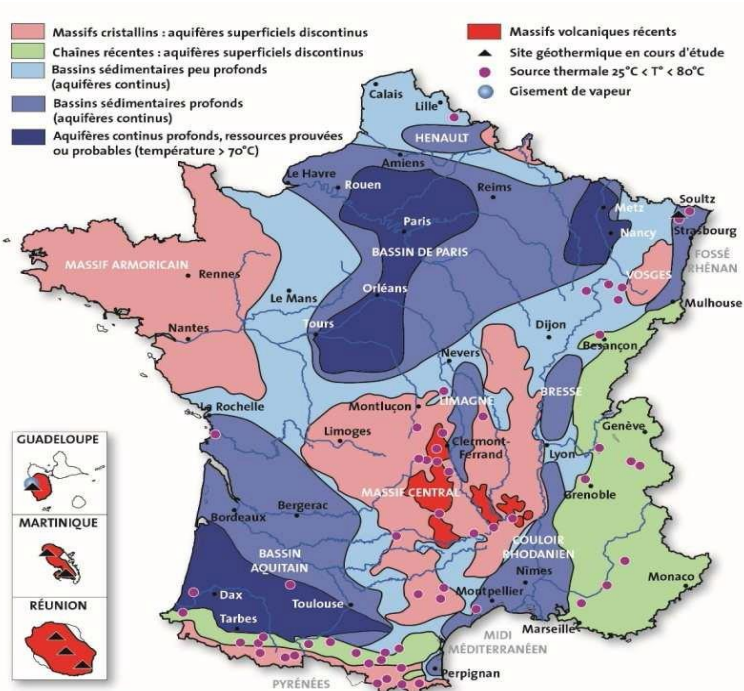 Massifs cristallins : aquifères superficiels discontinus
Chaînes récentes : aquifères superficiels discontinus
Bassins sédimentaires peu profonds
(aquifères continus)
Bassins sédimentaires profonds
(aquifères continus)
Aquifères continus profonds, ressources prouvées
ou probables (température > 70°C)
Massifs volcaniques récents
Site géothermique en cours d'étude
Source thermale 25°C < T° < 80°C
Gisement de vapeur
Calais
Lille
HENAULT
Amiens
Le Havre
Rouen
Reims
Metz
Soultz
Paris
Nancy
Strasbourg
BASSIN DE PARIS
FOSSÉ
RHÉNAN
MASSIF ARMORICAIN
Rennes
VOSGES
Le Mans
Orléans
Mulhouse
Nantes
Tours
Dijon
Besançon
Nevers
BRESSE
La Rochelle
Montluçon
LIMAGNE
Genève
Limoges
Clermont-
Ferrand
Lyon
GUADELOUPE
MASSIF CENTRAL
Grenoble
Bergerac
Bordeaux
MARTINIQUE
COULOIR
RHODANIEN
BASSIN
AQUITAIN
Nîmes
Dax
Toulouse
Montpellier
Monaco
RÉUNION
Tarbes
Marseille
MIDI
MÉDITERRANÉEN
Perpignan
PYRÉNÉES